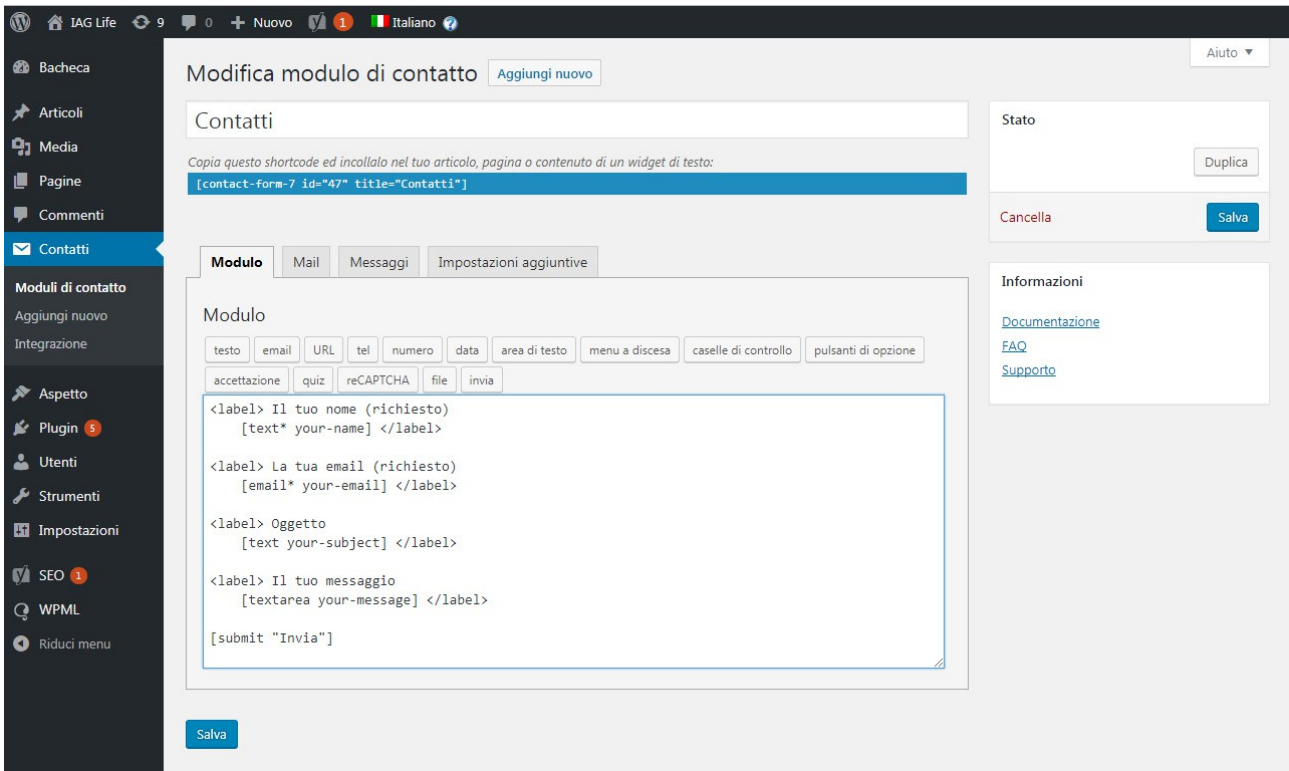 IAG Life 9 0 + Nuovo 1 Italiano ?
Aiuto ▼
Bacheca
Articoli
Media
Pagine
Commenti
Contatti
Moduli di contatto
Aggiungi nuovo
Integrazione
Aspetto
Plugin 5
Utenti
Strumenti
Impostazioni
SEO 1
WPML
Riduci menu
Modifica modulo di contatto Aggiungi nuovo
Contatti
Copia questo shortcode ed incollalo nel tuo articolo, pagina o contenuto di un widget di testo:
[contact-form-7 id="47" title="Contatti"]
Modulo Mail Messaggi Impostazioni aggiuntive
Modulo
testo email URL tel numero data area di testo menu a discesa caselle di controllo pulsanti di opzione
accettazione quiz reCAPTCHA file invia
<label> Il tuo nome (richiesto)
[text* your-name] </label>
<label> La tua email (richiesto)
[email* your-email] </label>
<label> Oggetto
[text your-subject] </label>
<label> Il tuo messaggio
[textarea your-message] </label>
[submit "Invia"]
Salva
Stato
Duplica
Cancella Salva
Informazioni
Documentazione
FAQ
Supporto